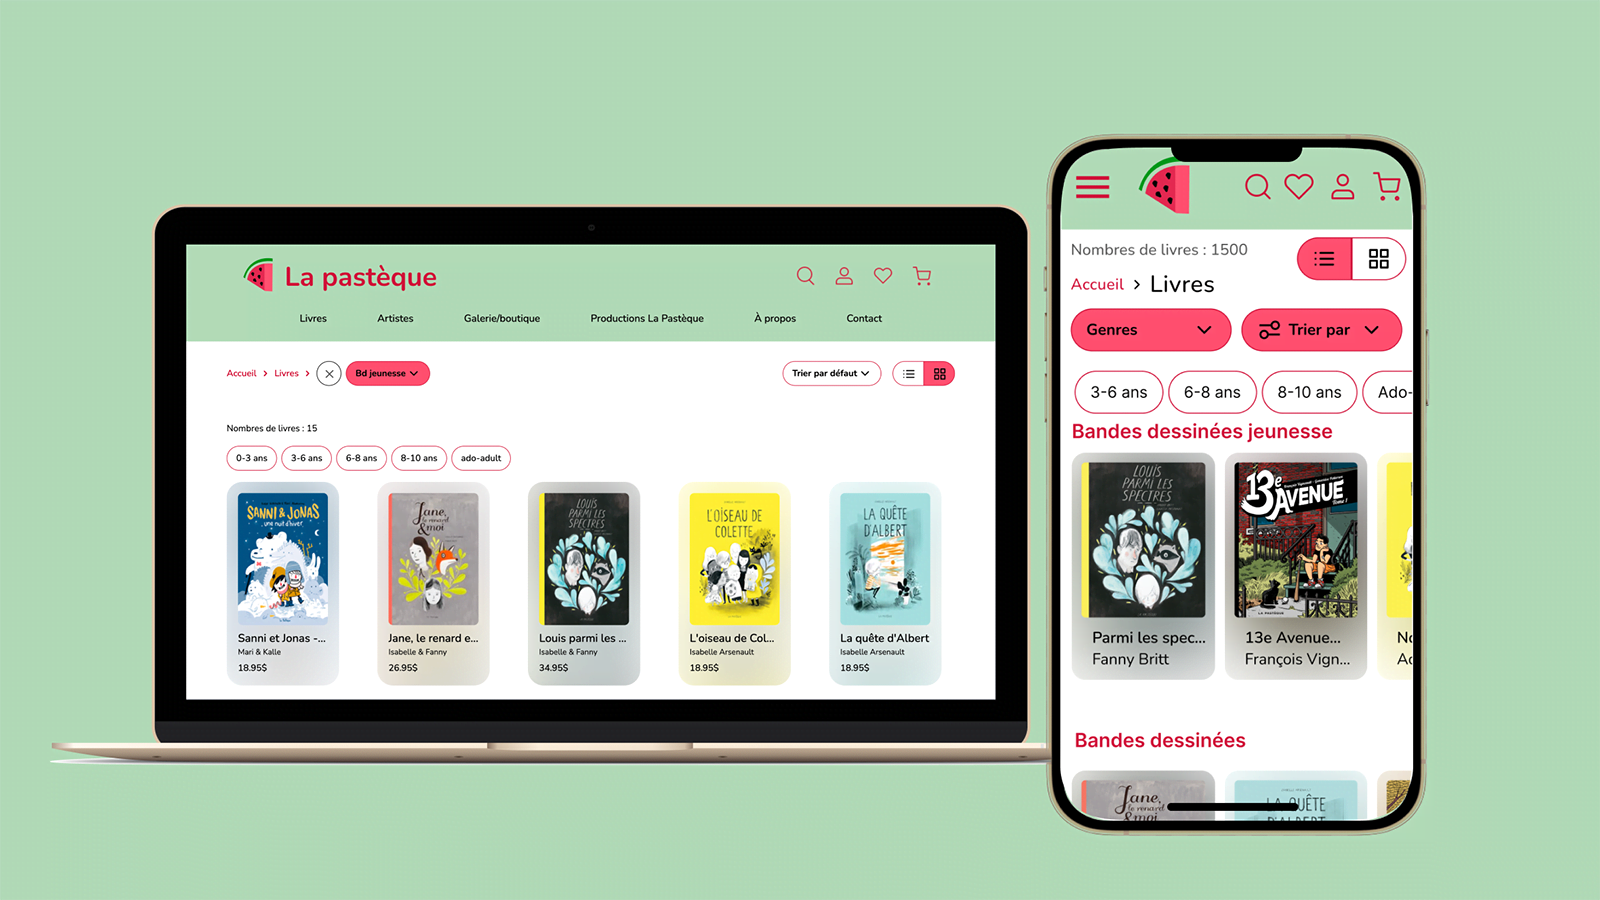 La pastèque
Livres
Artistes
Galerie/boutique
Productions La Pastèque
À propos
Contact
Accueil > Livres >
Bd jeunesse
Trier par défaut
Nombres de livres : 15
0-3 ans
3-6 ans
6-8 ans
8-10 ans
ado-adult
SANNI & JONAS
une nuit d'hiver
Sanni et Jonas -...
Mari & Kalle
18.95$
Jane,
le renard
& moi
Jane, le renard e...
Isabelle & Fanny
26.95$
LOUIS
PARMI LES
SPECTRES
Louis parmi les ...
Isabelle & Fanny
34.95$
L'OISEAU DE
COLETTE
L'oiseau de Col...
Isabelle Arsenault
18.95$
LA QUÊTE
D'ALBERT
La quête d'Albert
Isabelle Arsenault
18.95$
Nombres de livres : 1500
Accueil > Livres
Genres
Trier par
3-6 ans
6-8 ans
8-10 ans
Ado-
Bandes dessinées jeunesse
LOUIS
PARMI LES
SPECTRES
Parmi les spec...
Fanny Britt
13e
AVENUE
Tome 1
LA PASTÈQUE
13e Avenue...
François Vign...
No
Ac
Bandes dessinées
Jane,
le renard
& moi
LA QUÊTE
D'ALBERT